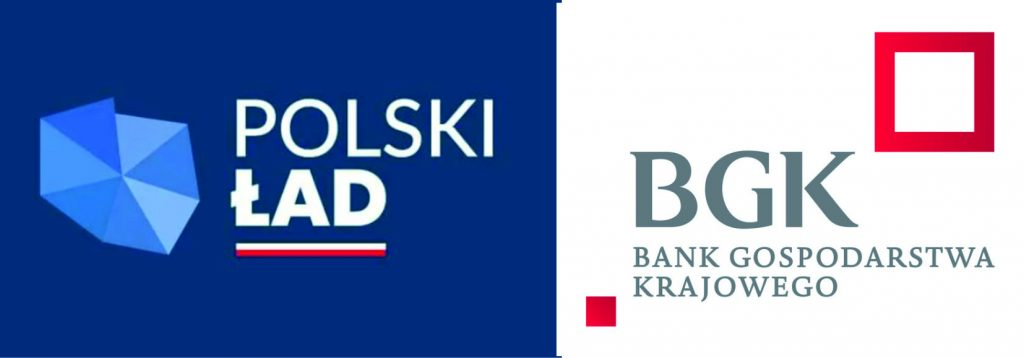 POLSKI
ŁAD
BGK
BANK GOSPODARSTWA
KRAJOWEGO